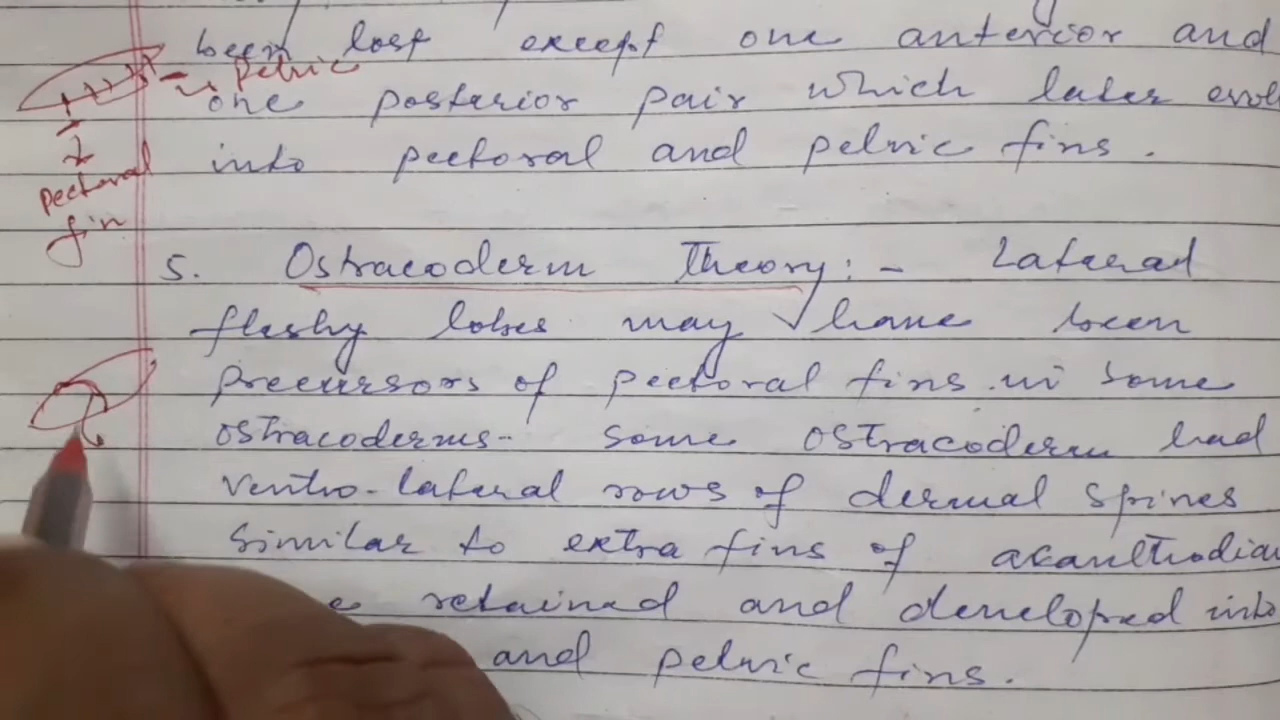 been lost except one anterior and
Pelvic
one posterior pair which later evol
into pectoral and pelvic fins.
Pectoral
fin
5. Ostracoderm Theory:- Lateral
fleshy lobes may have been
precursors of pectoral fins in some
ostracoderms- some ostracoderm had
ventro-lateral rows of dermal spines
similar to extra fins of acanthodian
retained and developed into
and pelvic fins.